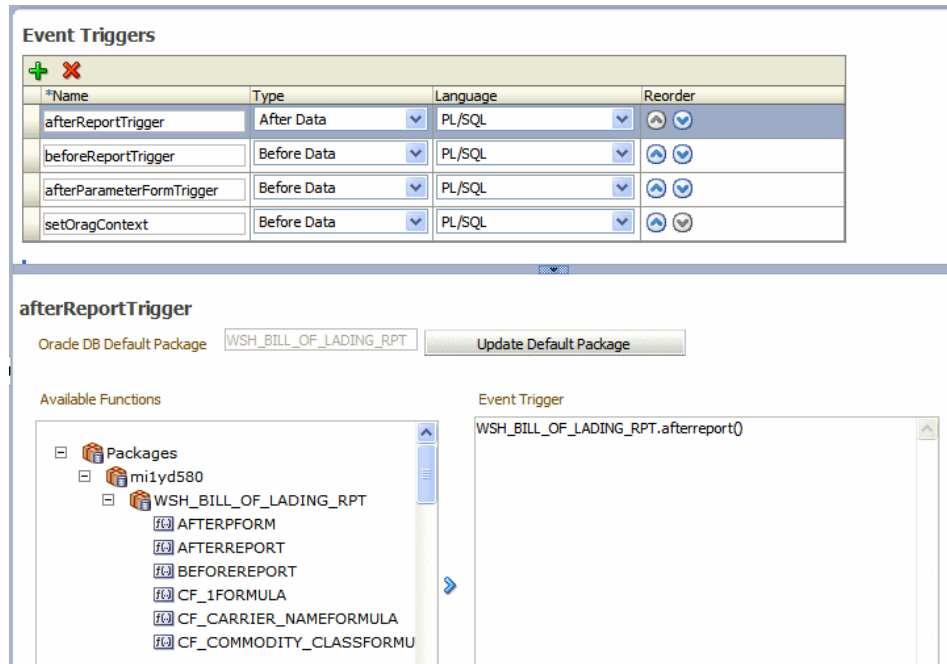 Event Triggers
*Name Type Language Reorder
afterReportTrigger After Data PL/SQL
beforeReportTrigger Before Data PL/SQL
afterParameterFormTrigger Before Data PL/SQL
setOragContext Before Data PL/SQL
afterReportTrigger
Oracle DB Default Package WSH_BILL_OF_LADING_RPT Update Default Package
Available Functions Event Trigger
WSH_BILL_OF_LADING_RPT.afterreport()
Packages
mi1yd580
WSH_BILL_OF_LADING_RPT
f(.) AFTERPFORM
f(.) AFTERREPORT
f(.) BEFOREREPORT
f(.) CF_1FORMULA
f(.) CF_CARRIER_NAMEFORMULA
f(.) CF_COMMODITY_CLASSFORMU